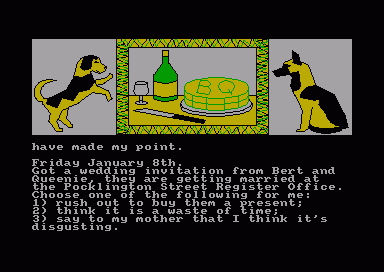 B Q
have made my point.
Friday January 8th.
Got a wedding invitation from Bert and
Queenie, they are getting married at
the Pocklington Street Register Office.
Choose one of the following for me:
1) rush out to buy them a present;
2) think it is a waste of time;
3) say to my mother that I think it's
disgusting.